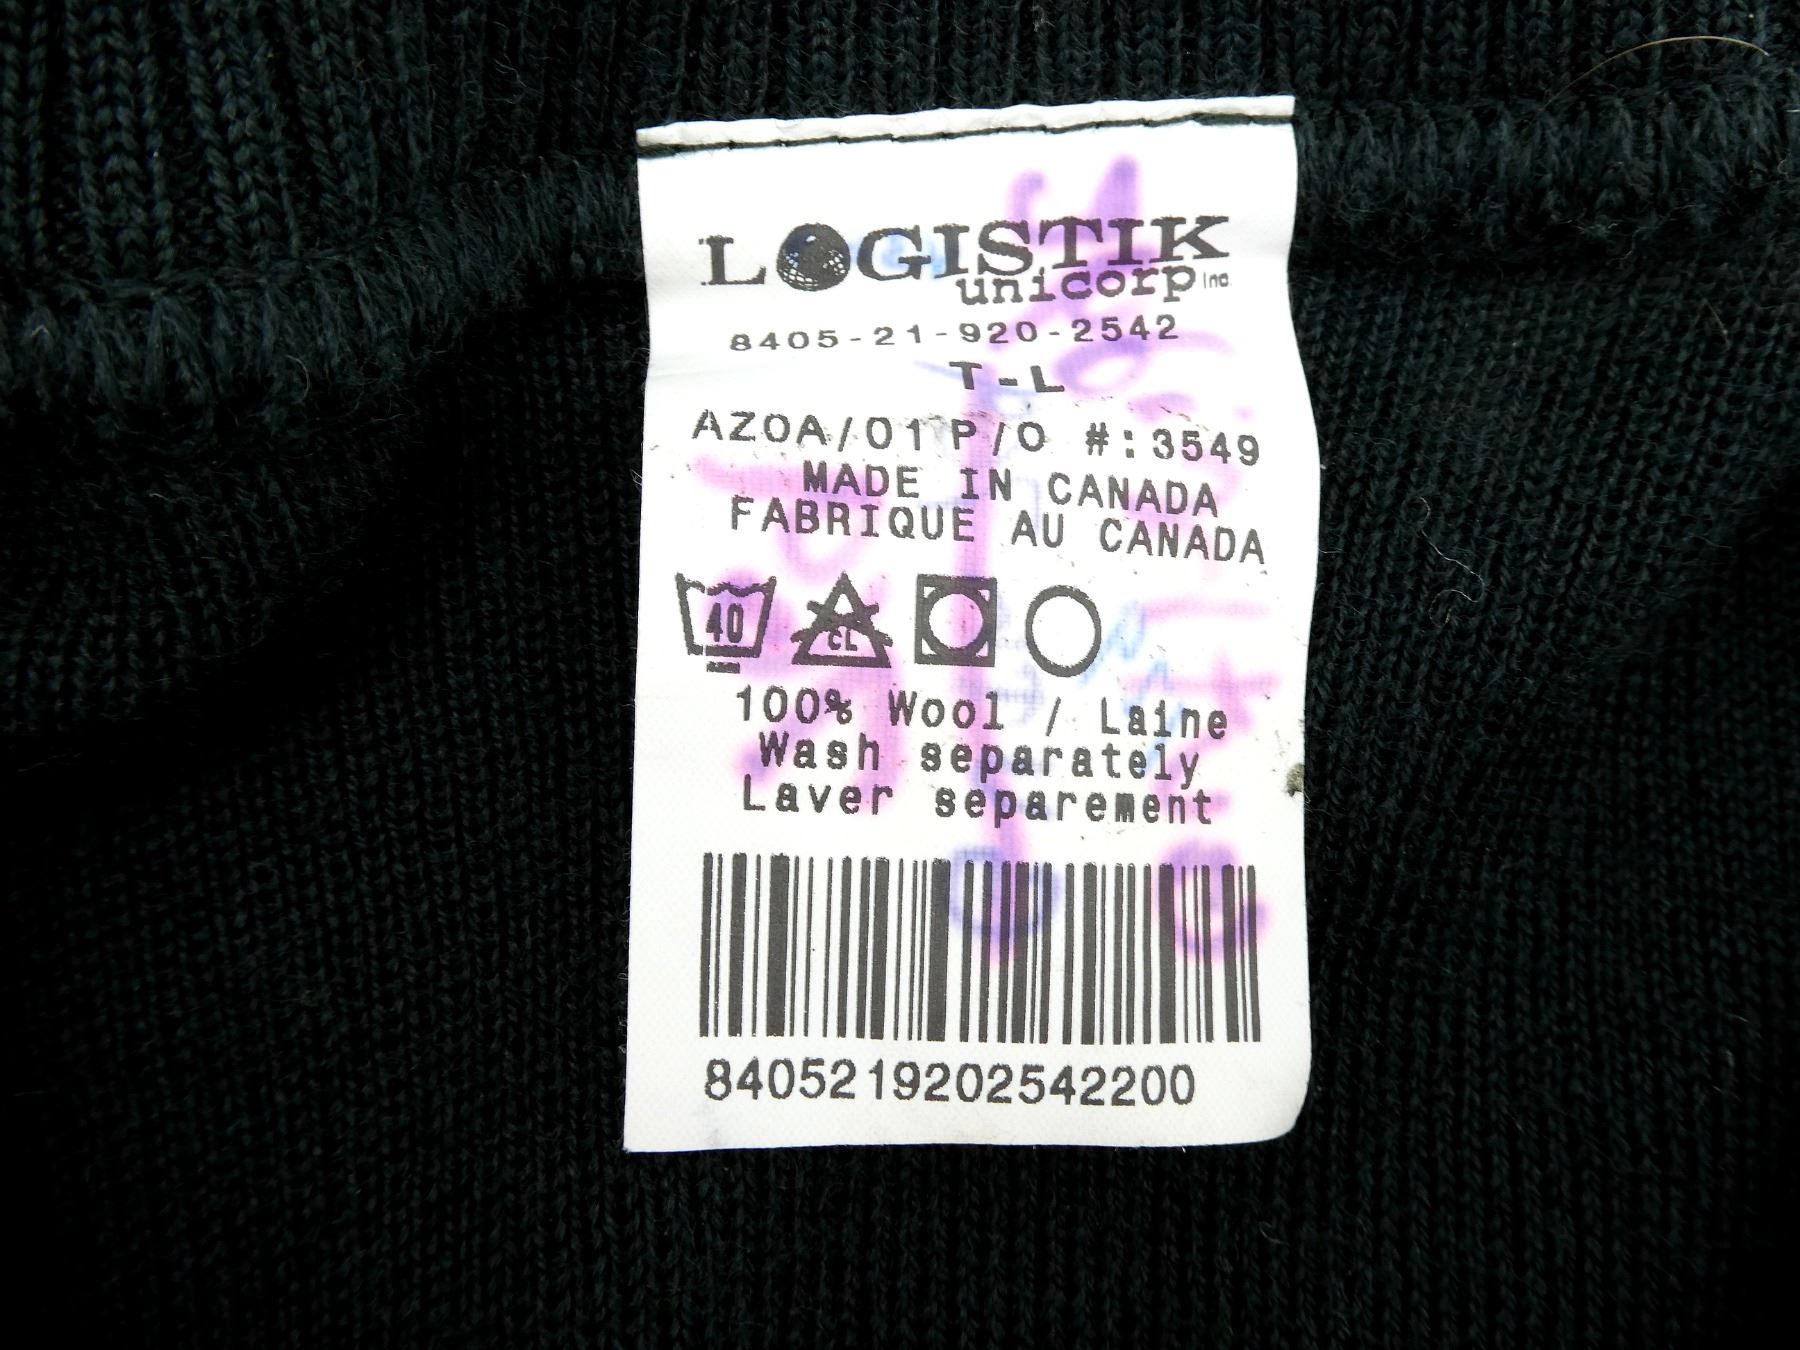 LOGISTIK
unicorp inc.
8405-21-920-2542
T-L
AZOA/01 P/O #:3549
MADE IN CANADA
FABRIQUE AU CANADA
40 CL
100% Wool / Laine
Wash separately
Laver separement
8405219202542200